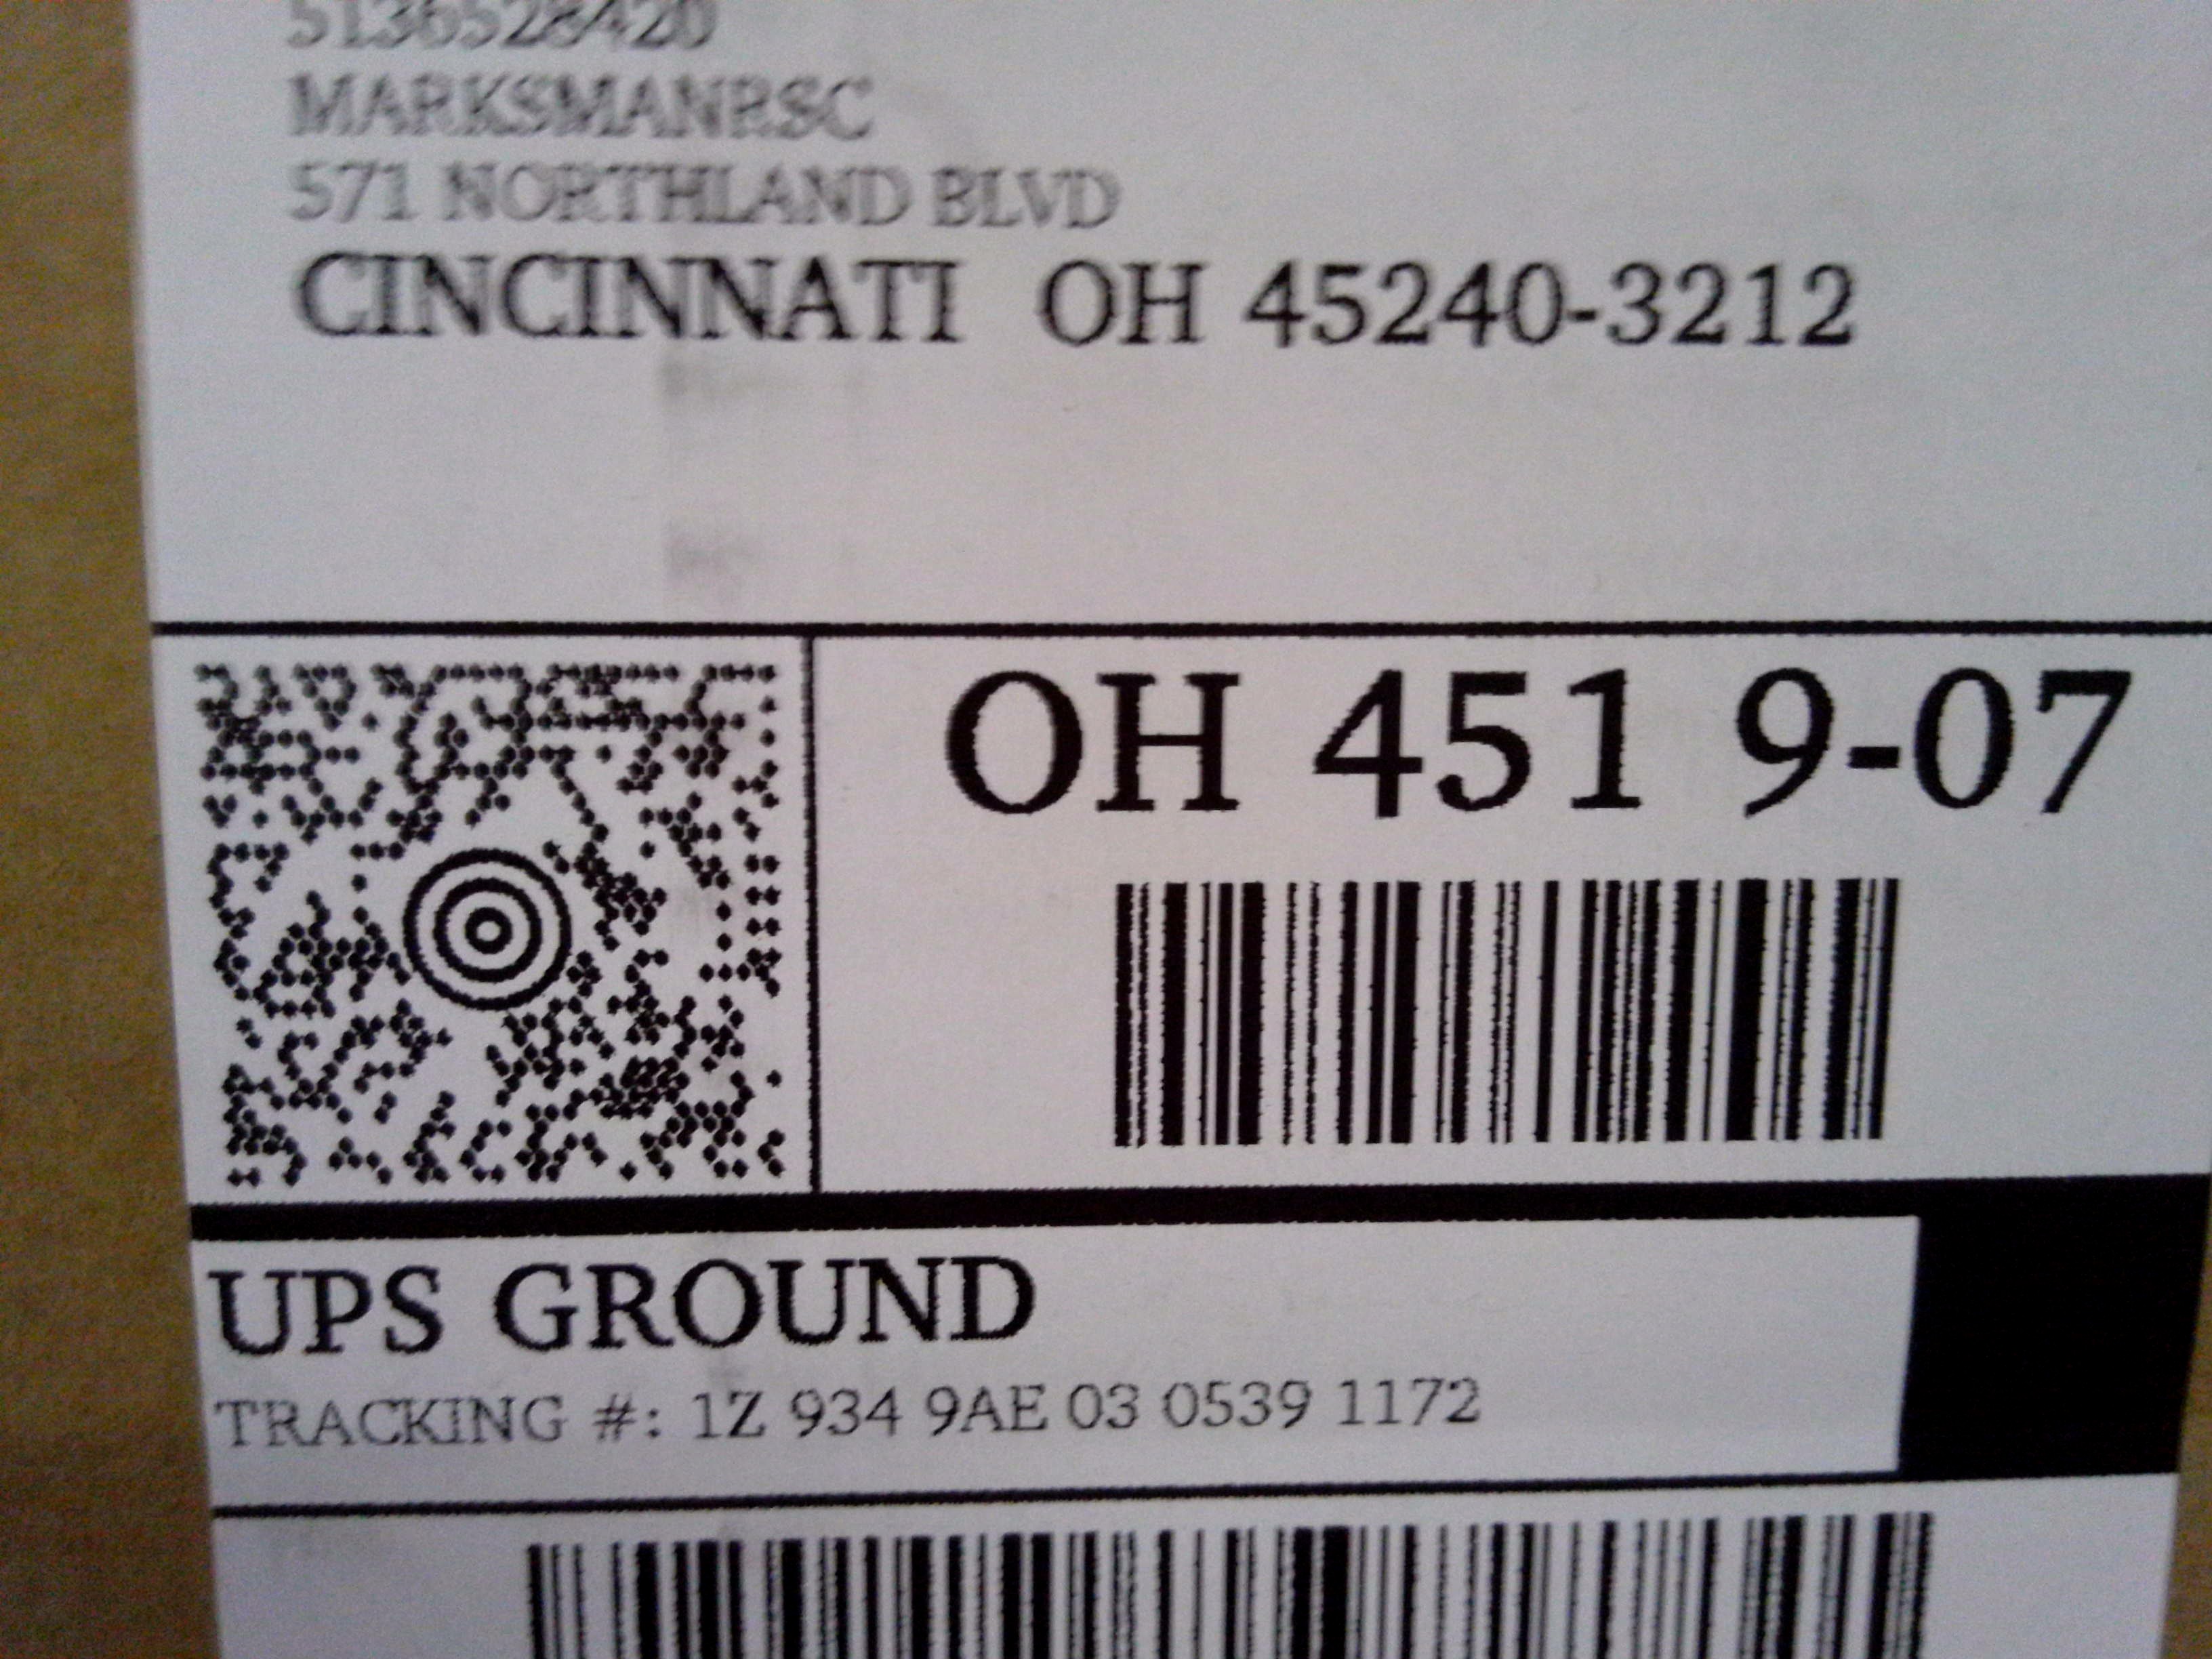 5136528420
MARKSMANRSC
571 NORTHLAND BLVD
CINCINNATI OH 45240-3212
OH 451 9-07
UPS GROUND
TRACKING #: 1Z 934 9AE 03 0539 1172